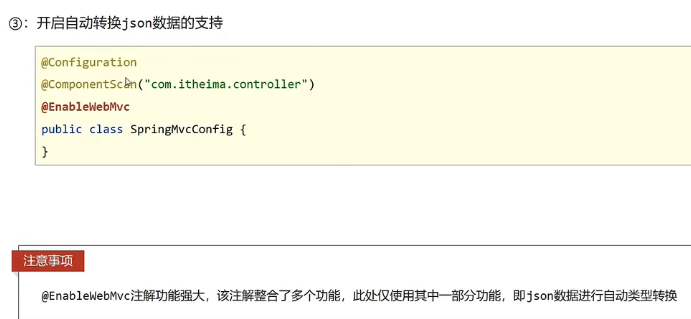 ③：开启自动转换json数据的支持
@Configuration
@ComponentScan("com.itheima.controller")
@EnableWebMvc
public class SpringMvcConfig {
}
注意事项
@EnableWebMvc注解功能强大，该注解整合了多个功能，此处仅使用其中一部分功能，即json数据进行自动类型转换